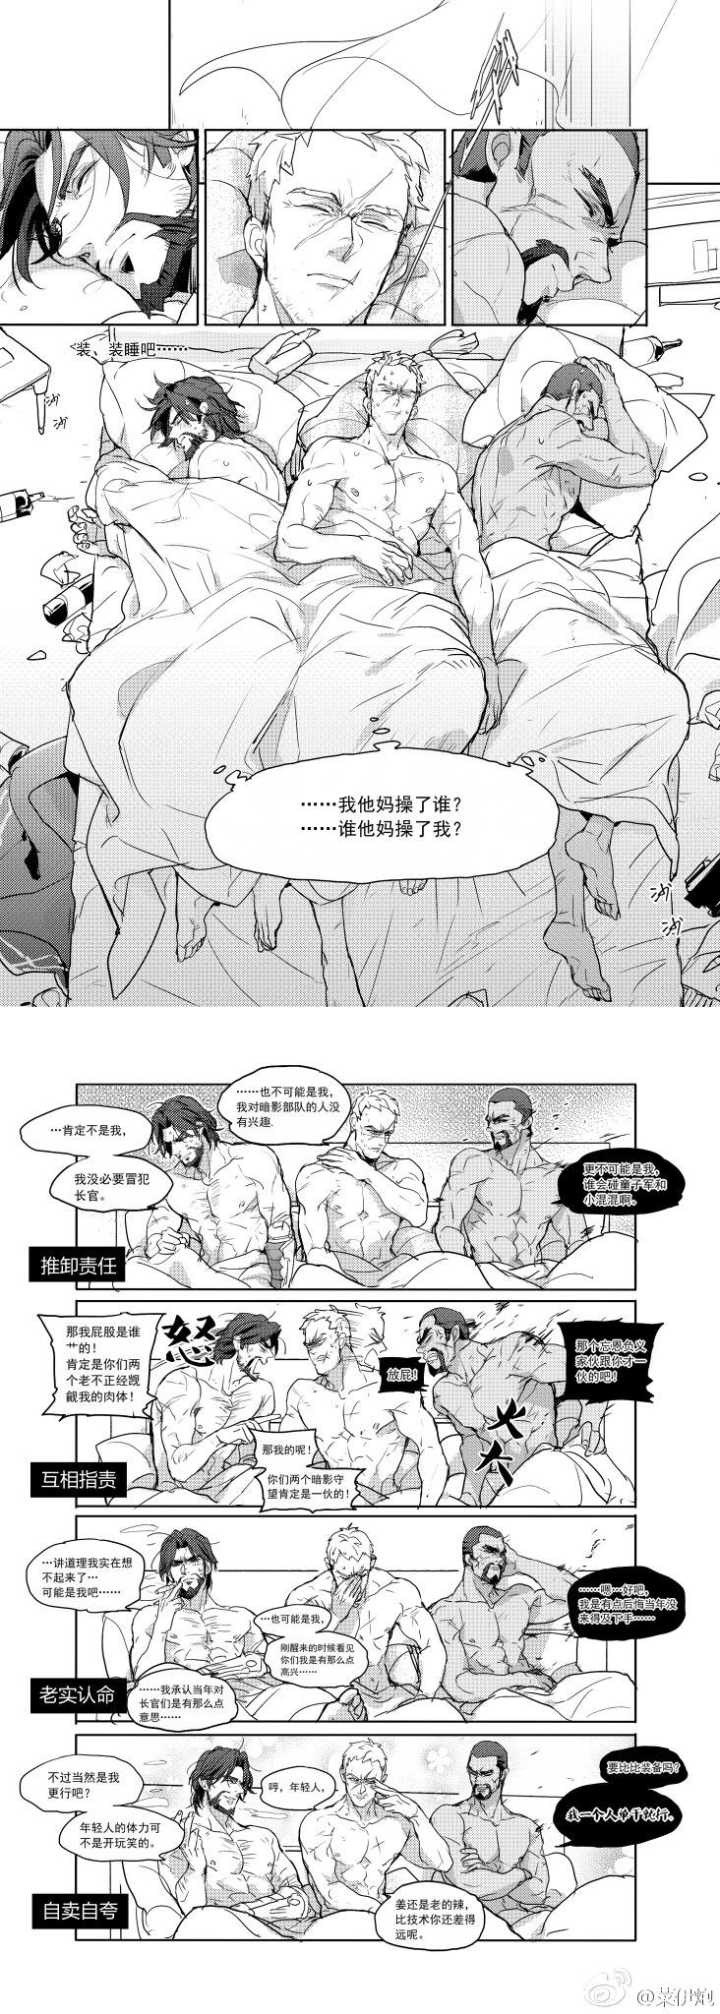 装、装睡吧……
沙
沙
……我他妈操了谁？
……谁他妈操了我？
沙
沙
…肯定不是我，
我没必要冒犯
长官。
……也不可能是我，
我对暗影部队的人没
有兴趣.
更不可能是我，
谁会碰童子军和
小混混啊。
推卸责任
那我屁股是谁
艹的！
肯定是你们两
个老不正经觊
觎我的肉体！
怒
放屁！
那我的呢！
你们两个暗影守
望肯定是一伙的！
那个忘恩负义
家伙跟你才一
伙的吧！
互相指责
…讲道理我实在想
不起来了…
可能是我吧……
……我承认当年对
长官们是有那么点
意思……
…也可能是我，
刚醒来的时候看见
你们我是有那么点
高兴……
……嗯…好吧，
我是有点后悔当年没
来得及下手……
老实认命
不过当然是我
更行吧？
年轻人的体力可
不是开玩笑的。
哼，年轻人，
姜还是老的辣，
比技术你还差得
远呢。
要比比装备吗？
我一个人单干就行.
自卖自夸